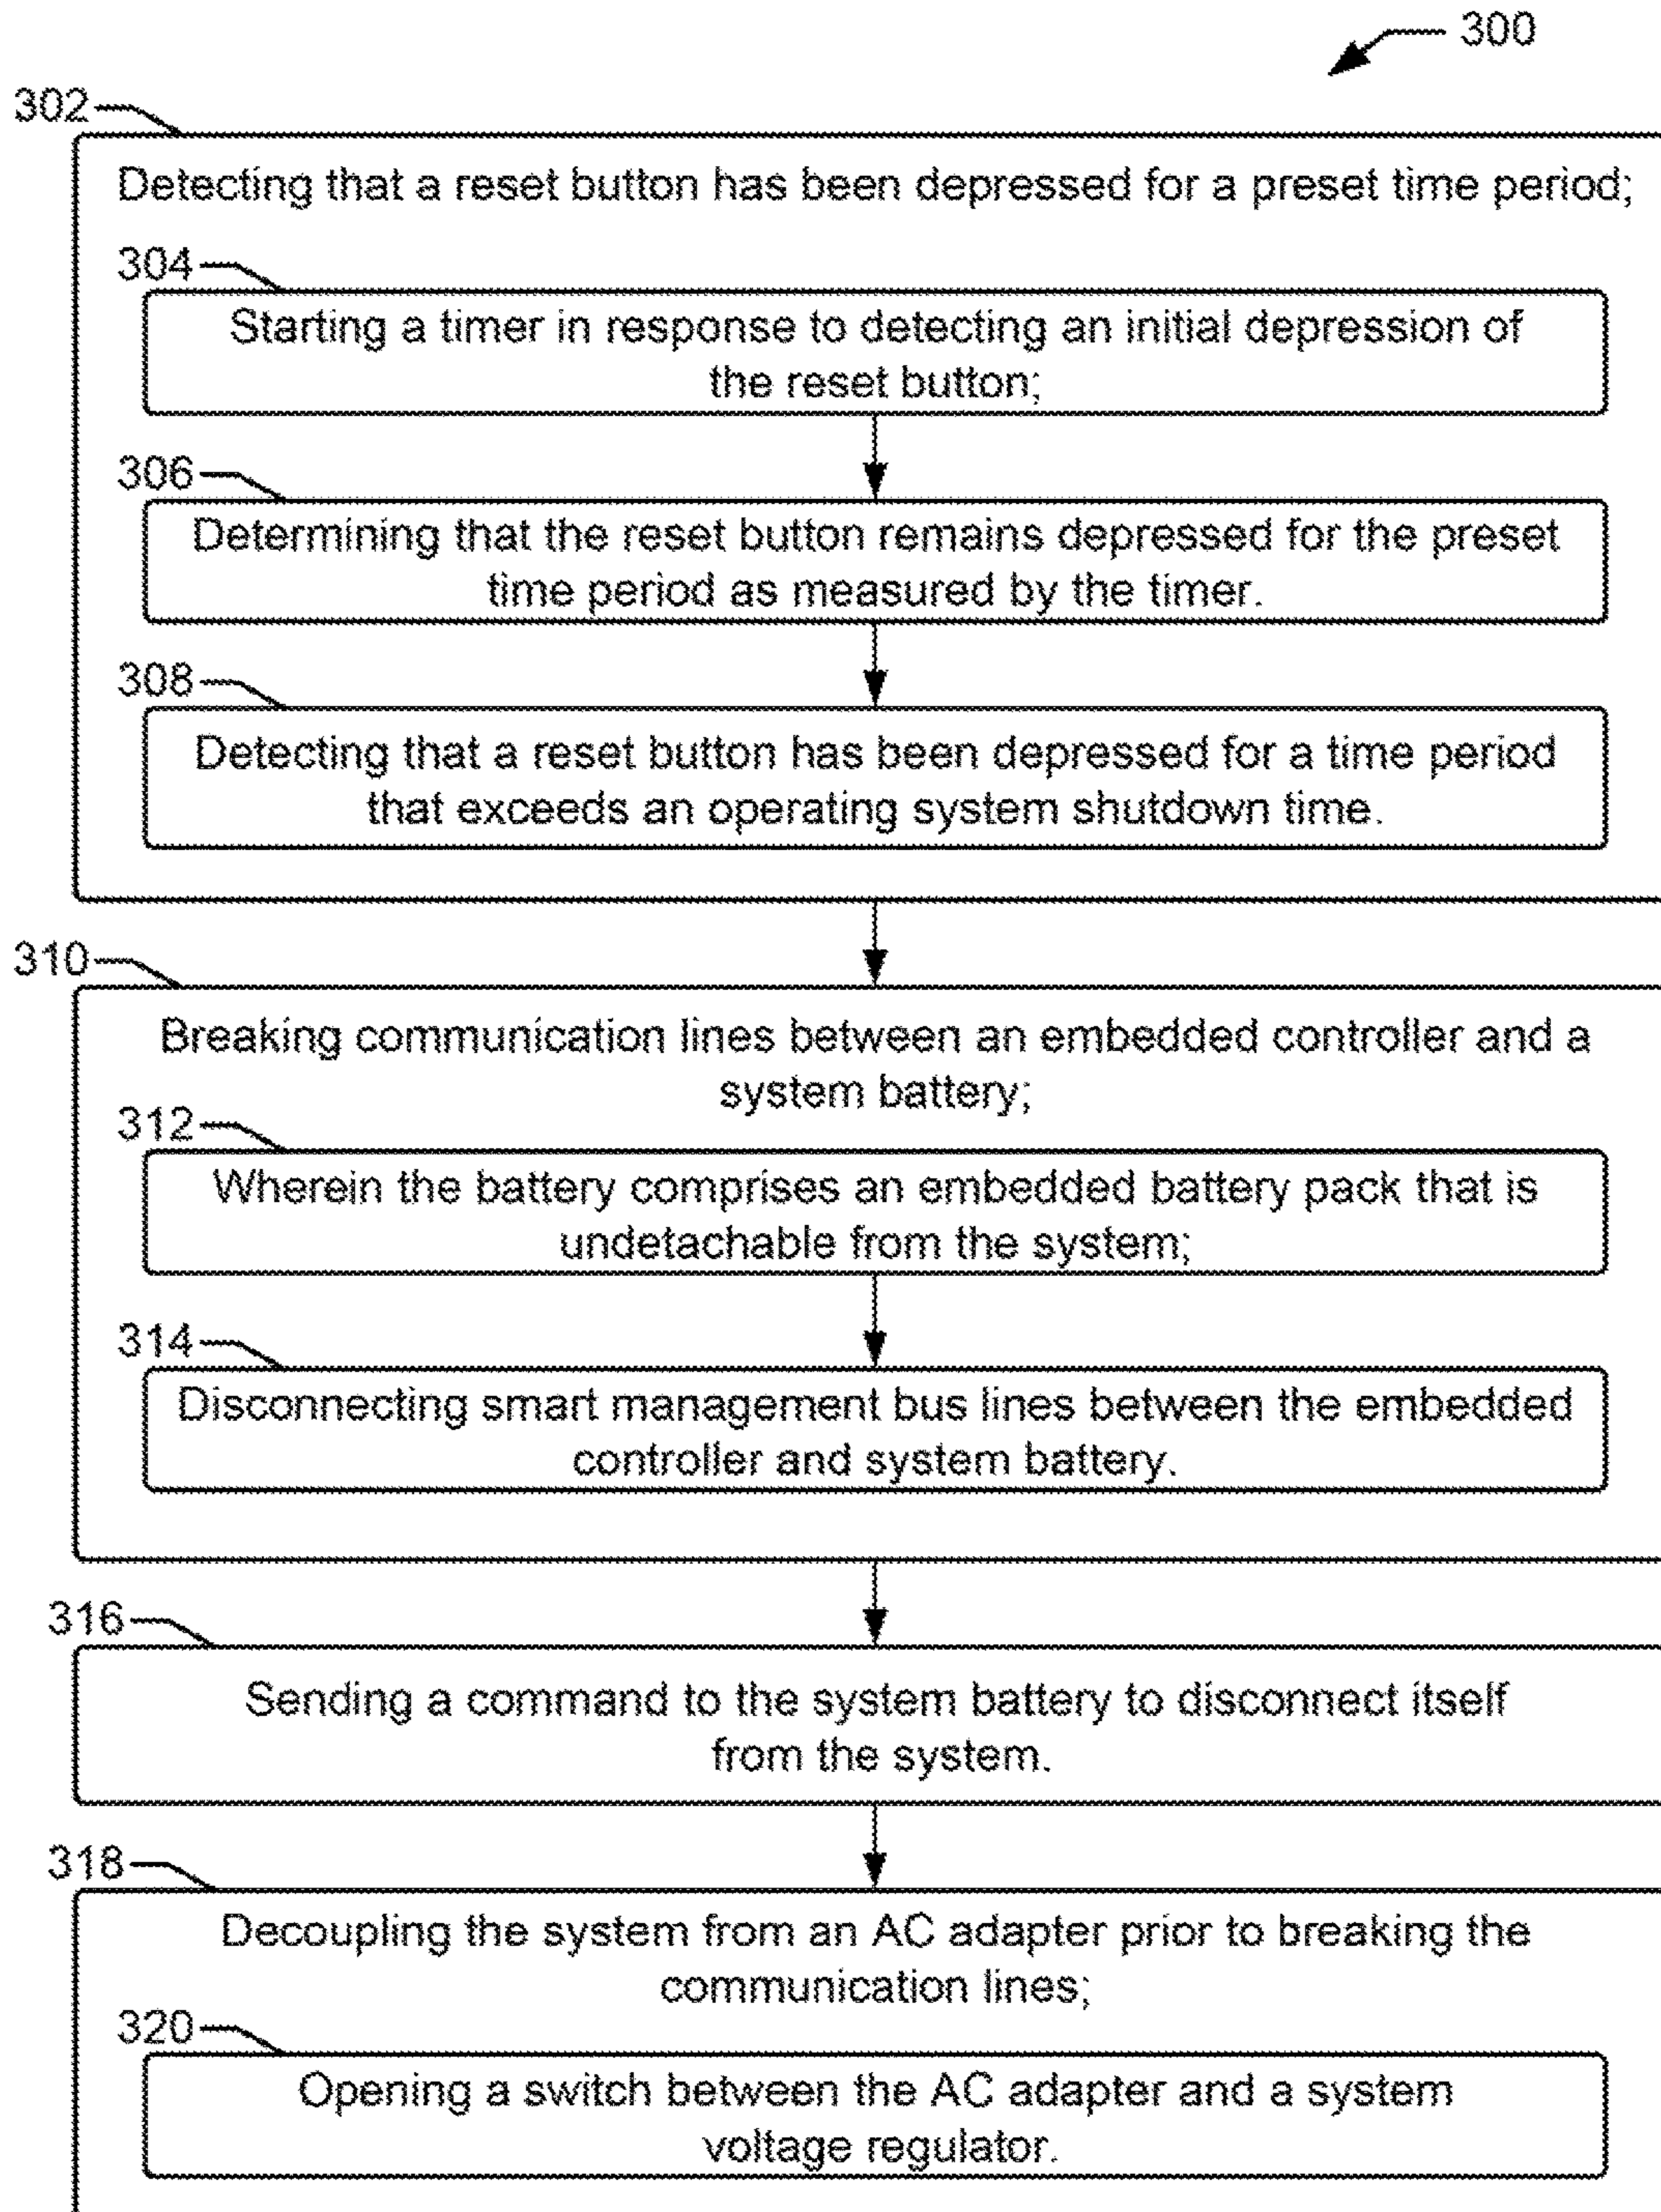 300
302
Detecting that a reset button has been depressed for a preset time period;
304
Starting a timer in response to detecting an initial depression of
the reset button;
306
Determining that the reset button remains depressed for the preset
time period as measured by the timer.
308
Detecting that a reset button has been depressed for a time period
that exceeds an operating system shutdown time.
310
Breaking communication lines between an embedded controller and a
system battery;
312
Wherein the battery comprises an embedded battery pack that is
undetachable from the system;
314
Disconnecting smart management bus lines between the embedded
controller and system battery.
316
Sending a command to the system battery to disconnect itself
from the system.
318
Decoupling the system from an AC adapter prior to breaking the
communication lines;
320
Opening a switch between the AC adapter and a system
voltage regulator.